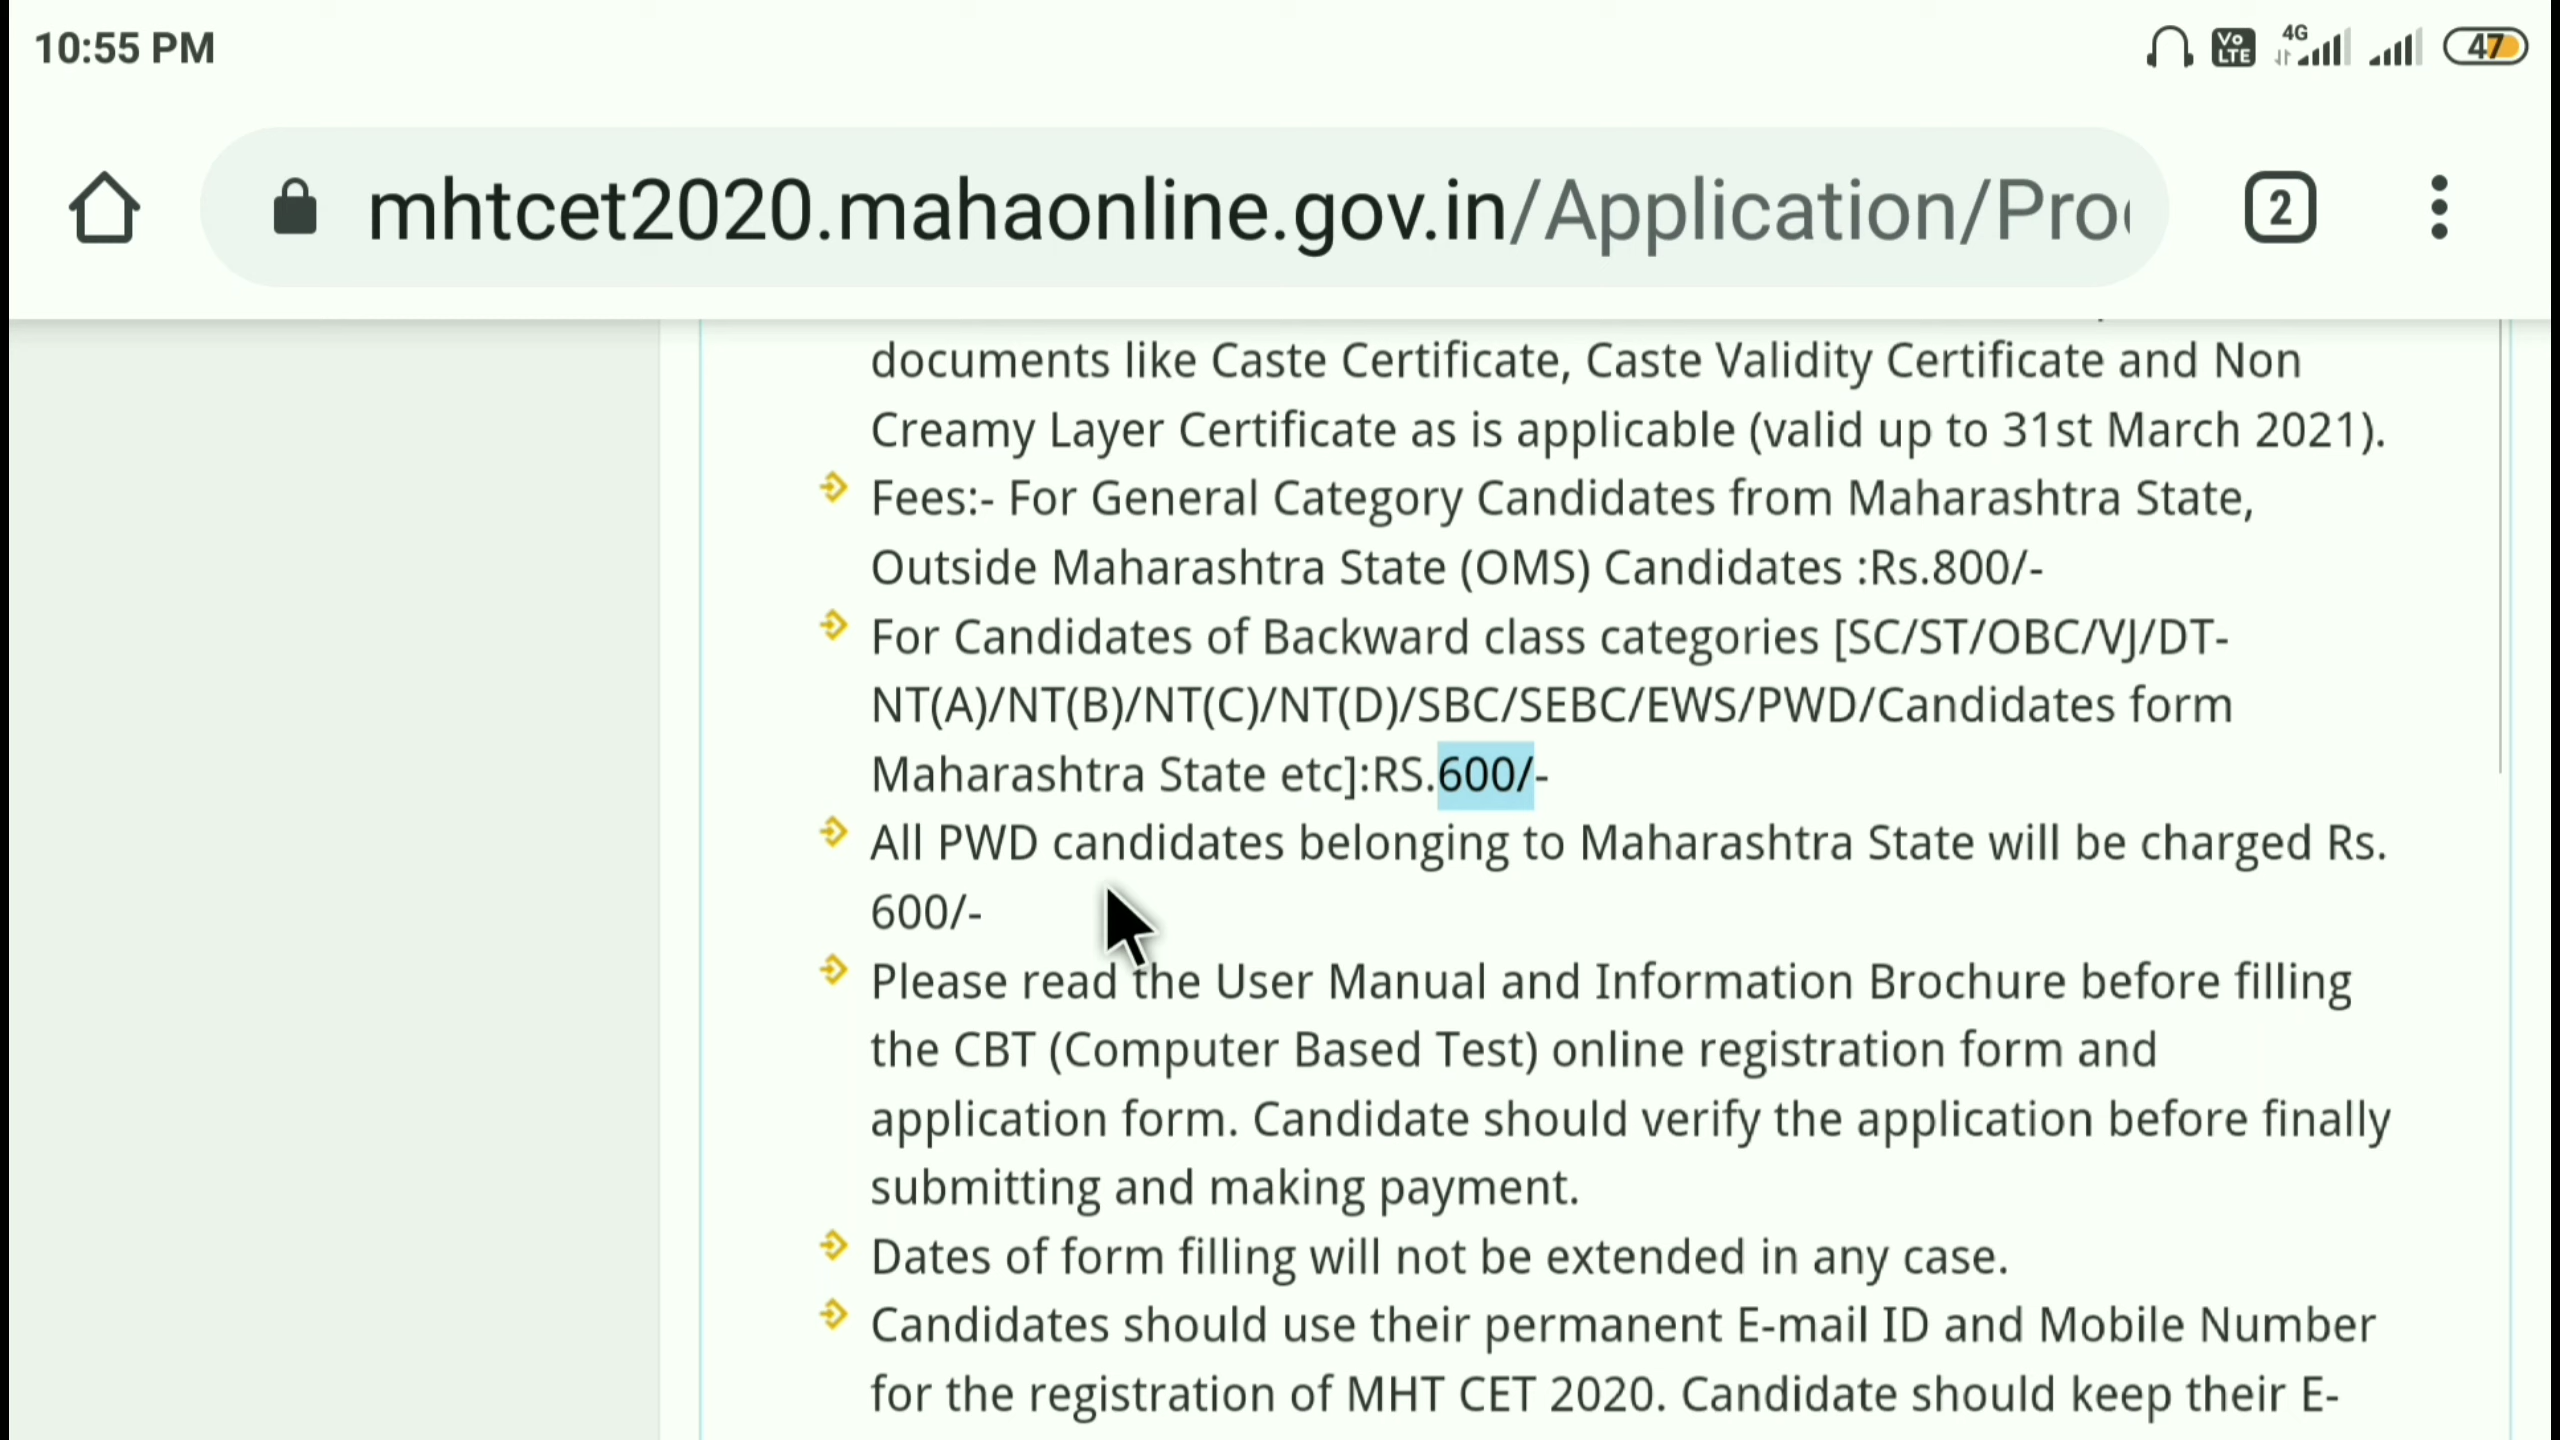 10:55 PM
Vo LTE
4G
47
mhtcet2020.mahaonline.gov.in/Application/Pro
2
documents like Caste Certificate, Caste Validity Certificate and Non
Creamy Layer Certificate as is applicable (valid up to 31st March 2021).
Fees:- For General Category Candidates from Maharashtra State,
Outside Maharashtra State (OMS) Candidates :Rs.800/-
For Candidates of Backward class categories [SC/ST/OBC/VJ/DT-
NT(A)/NT(B)/NT(C)/NT(D)/SBC/SEBC/EWS/PWD/Candidates form
Maharashtra State etc]:RS.600/-
All PWD candidates belonging to Maharashtra State will be charged Rs.
600/-
Please read the User Manual and Information Brochure before filling
the CBT (Computer Based Test) online registration form and
application form. Candidate should verify the application before finally
submitting and making payment.
Dates of form filling will not be extended in any case.
Candidates should use their permanent E-mail ID and Mobile Number
for the registration of MHT CET 2020. Candidate should keep their E-